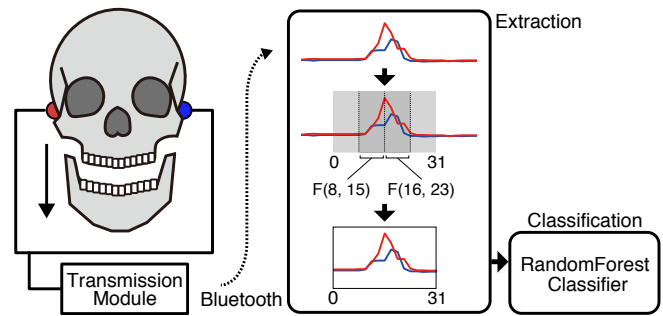 Extraction
0
31
F(8, 15)
F(16, 23)
0
31
Transmission
Module
Bluetooth
Classification
RandomForest
Classifier